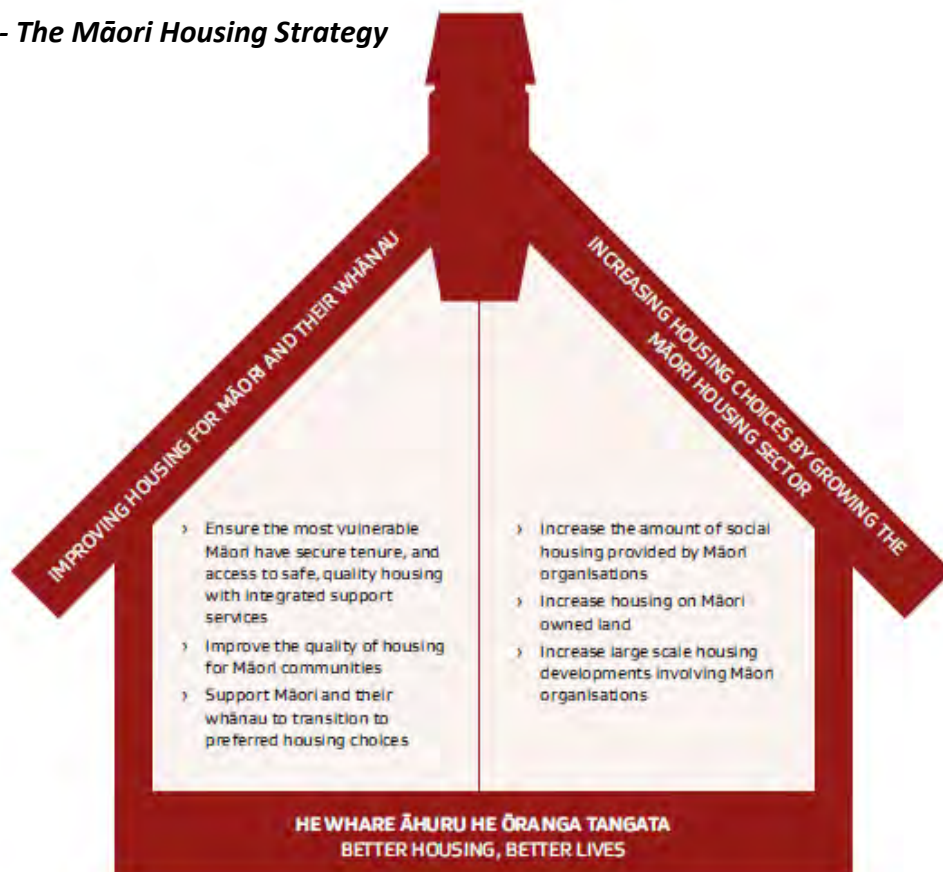 - The Māori Housing Strategy
IMPROVING HOUSING FOR MĀORI AND THEIR WHĀNAU
INCREASING HOUSING CHOICES BY GROWING THE
MĀORI HOUSING SECTOR
› Ensure the most vulnerable
Māori have secure tenure, and
access to safe, quality housing
with integrated support
services
› Improve the quality of housing
for Māori communities
› Support Māori and their
whānau to transition to
preferred housing choices
› Increase the amount of social
housing provided by Māori
organisations
› Increase housing on Māori
owned land
› Increase large scale housing
developments involving Māori
organisations
HE WHARE ĀHURU HE ŌRANGA TANGATA
BETTER HOUSING, BETTER LIVES